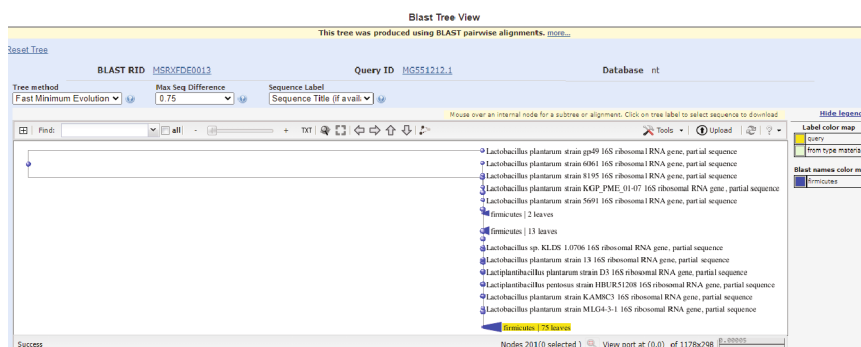 Blast Tree View
This tree was produced using BLAST pairwise alignments. more...
Reset Tree
BLAST RID MSRXFDE0013 Query ID MG551212.1 Database nt
Tree method Max Seq Difference Sequence Label
Fast Minimum Evolution 0.75 Sequence Title (if avail
Mouse over an internal node for a subtree or alignment. Click on tree label to select sequence to download Hide legend
Find: all - + TXT Tools Upload ?
Label color map
query
from type material
Blast names color m
firmicutes
Lactobacillus plantarum strain gp49 16S ribosomal RNA gene, partial sequence
Lactobacillus plantarum strain 6061 16S ribosomal RNA gene, partial sequence
Lactobacillus plantarum strain 8195 16S ribosomal RNA gene, partial sequence
Lactobacillus plantarum strain KGP_PME_01-07 16S ribosomal RNA gene, partial sequence
Lactobacillus plantarum strain 5691 16S ribosomal RNA gene, partial sequence
firmicutes | 2 leaves
firmicutes | 13 leaves
Lactobacillus sp. KLDS 1.0706 16S ribosomal RNA gene, partial sequence
Lactobacillus plantarum strain 13 16S ribosomal RNA gene, partial sequence
Lactiplantibacillus plantarum strain D3 16S ribosomal RNA gene, partial sequence
Lactiplantibacillus pentosus strain HBUR51208 16S ribosomal RNA gene, partial sequence
Lactobacillus plantarum strain KAM8C3 16S ribosomal RNA gene, partial sequence
Lactobacillus plantarum strain MLG4-3-1 16S ribosomal RNA gene, partial sequence
firmicutes | 75 leaves
Success Nodes 201(0 selected ) View port at (0,0) of 1178x298 0.00005